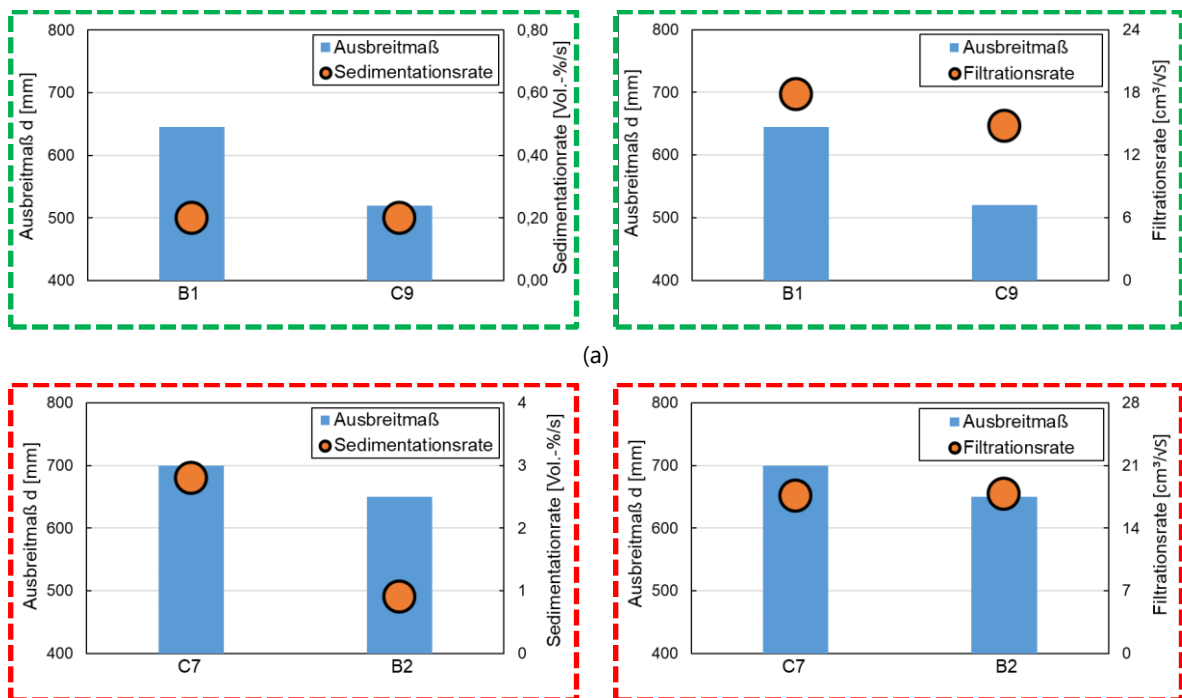 Ausbreitmaß d [mm]
800
700
600
500
400
Ausbreitmaß
Sedimentationsrate
B1
C9
0,80
0,60
0,40
0,20
0,00
Sedimentationrate [Vol.-%/s]
Ausbreitmaß d [mm]
800
700
600
500
400
Ausbreitmaß
Filtrationsrate
B1
C9
24
18
12
6
0
Filtrationsrate [cm³/√S]
(a)
Ausbreitmaß d [mm]
800
700
600
500
400
Ausbreitmaß
Sedimentationsrate
C7
B2
4
3
2
1
0
Sedimentationrate [Vol.-%/s]
Ausbreitmaß d [mm]
800
700
600
500
400
Ausbreitmaß
Filtrationsrate
C7
B2
28
21
18
7
0
Filtrationsrate [cm³/√S]